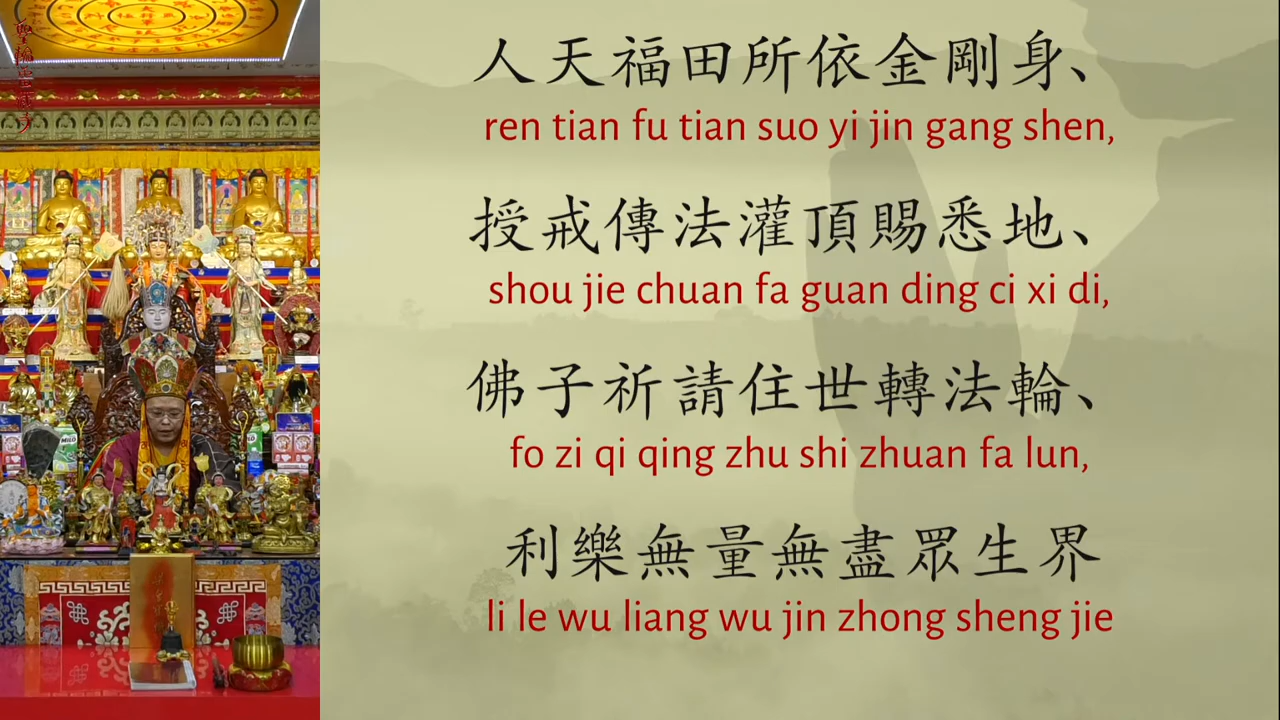 人天福田所依金剛身、
ren tian fu tian suo yi jin gang shen,
授戒傳法灌頂賜悉地、
shou jie chuan fa guan ding ci xi di,
佛子祈請住世轉法輪、
fo zi qi qing zhu shi zhuan fa lun,
利樂無量無盡眾生界
li le wu liang wu jin zhong sheng jie
MILO